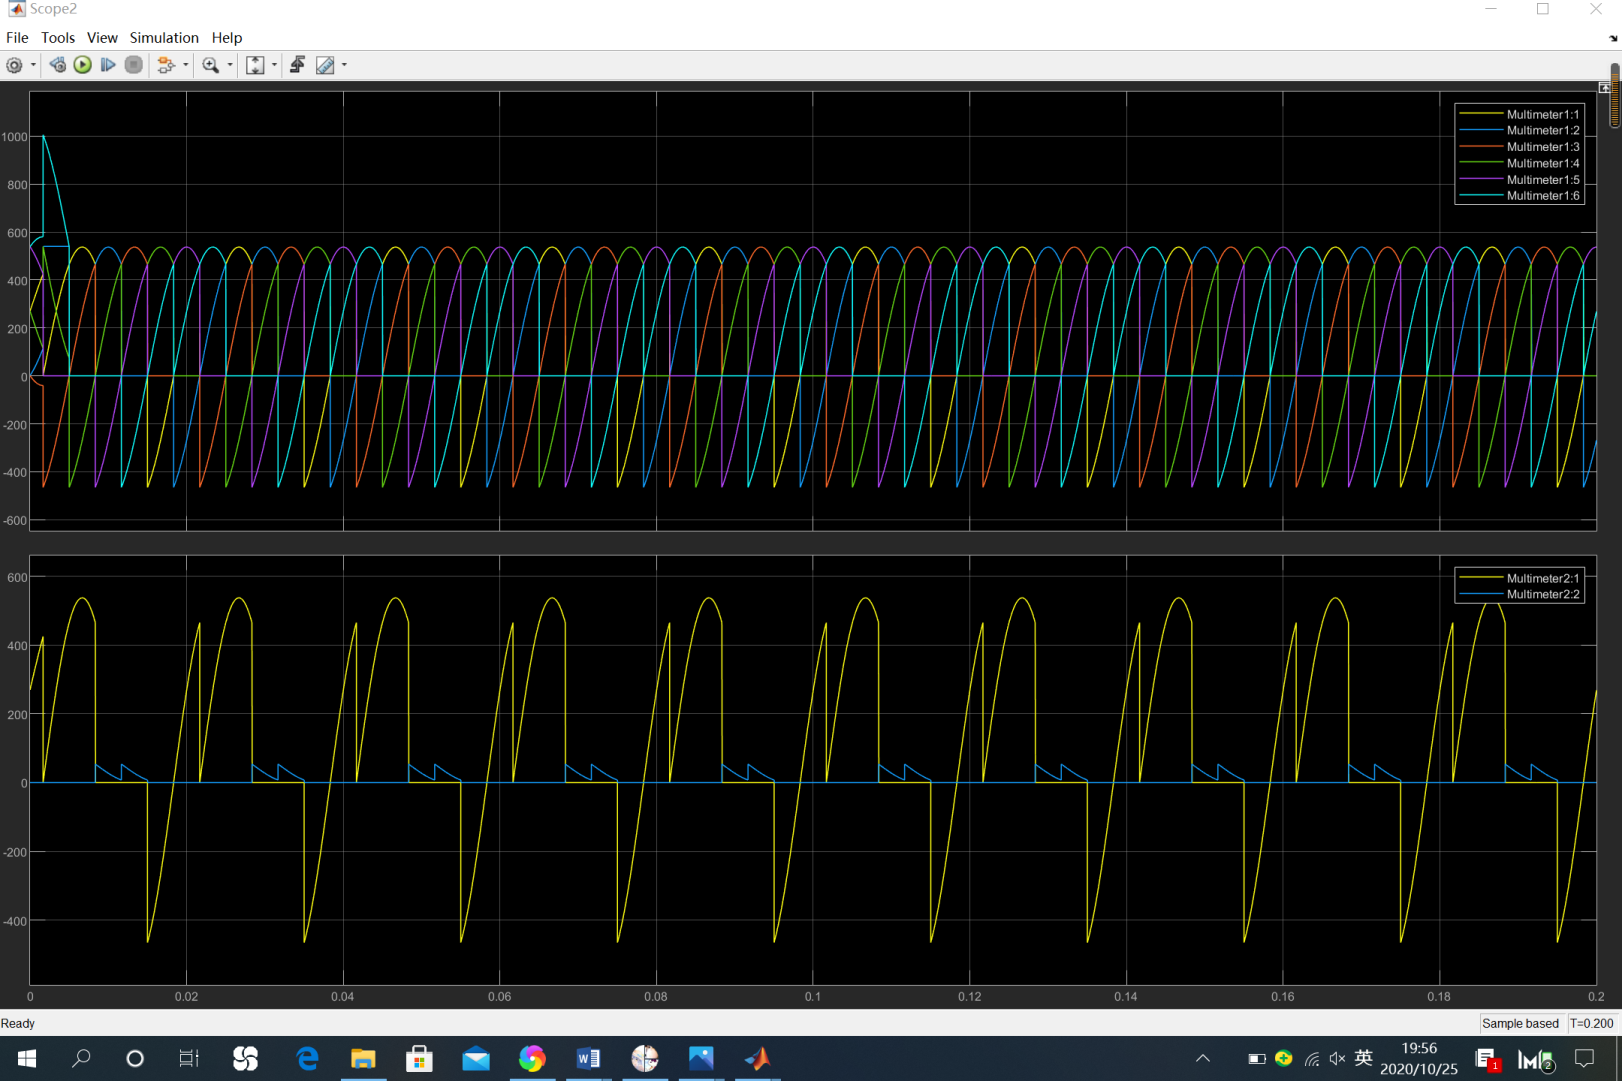 Scope2
File Tools View Simulation Help
Multimeter1:1
Multimeter1:2
Multimeter1:3
Multimeter1:4
Multimeter1:5
Multimeter1:6
1000
800
600
400
200
0
-200
-400
-600
Multimeter2:1
Multimeter2:2
600
400
200
0
-200
-400
0 0.02 0.04 0.06 0.08 0.1 0.12 0.14 0.16 0.18 0.2
Ready
Sample based T=0.200
英
19:56
2020/10/25
1
2